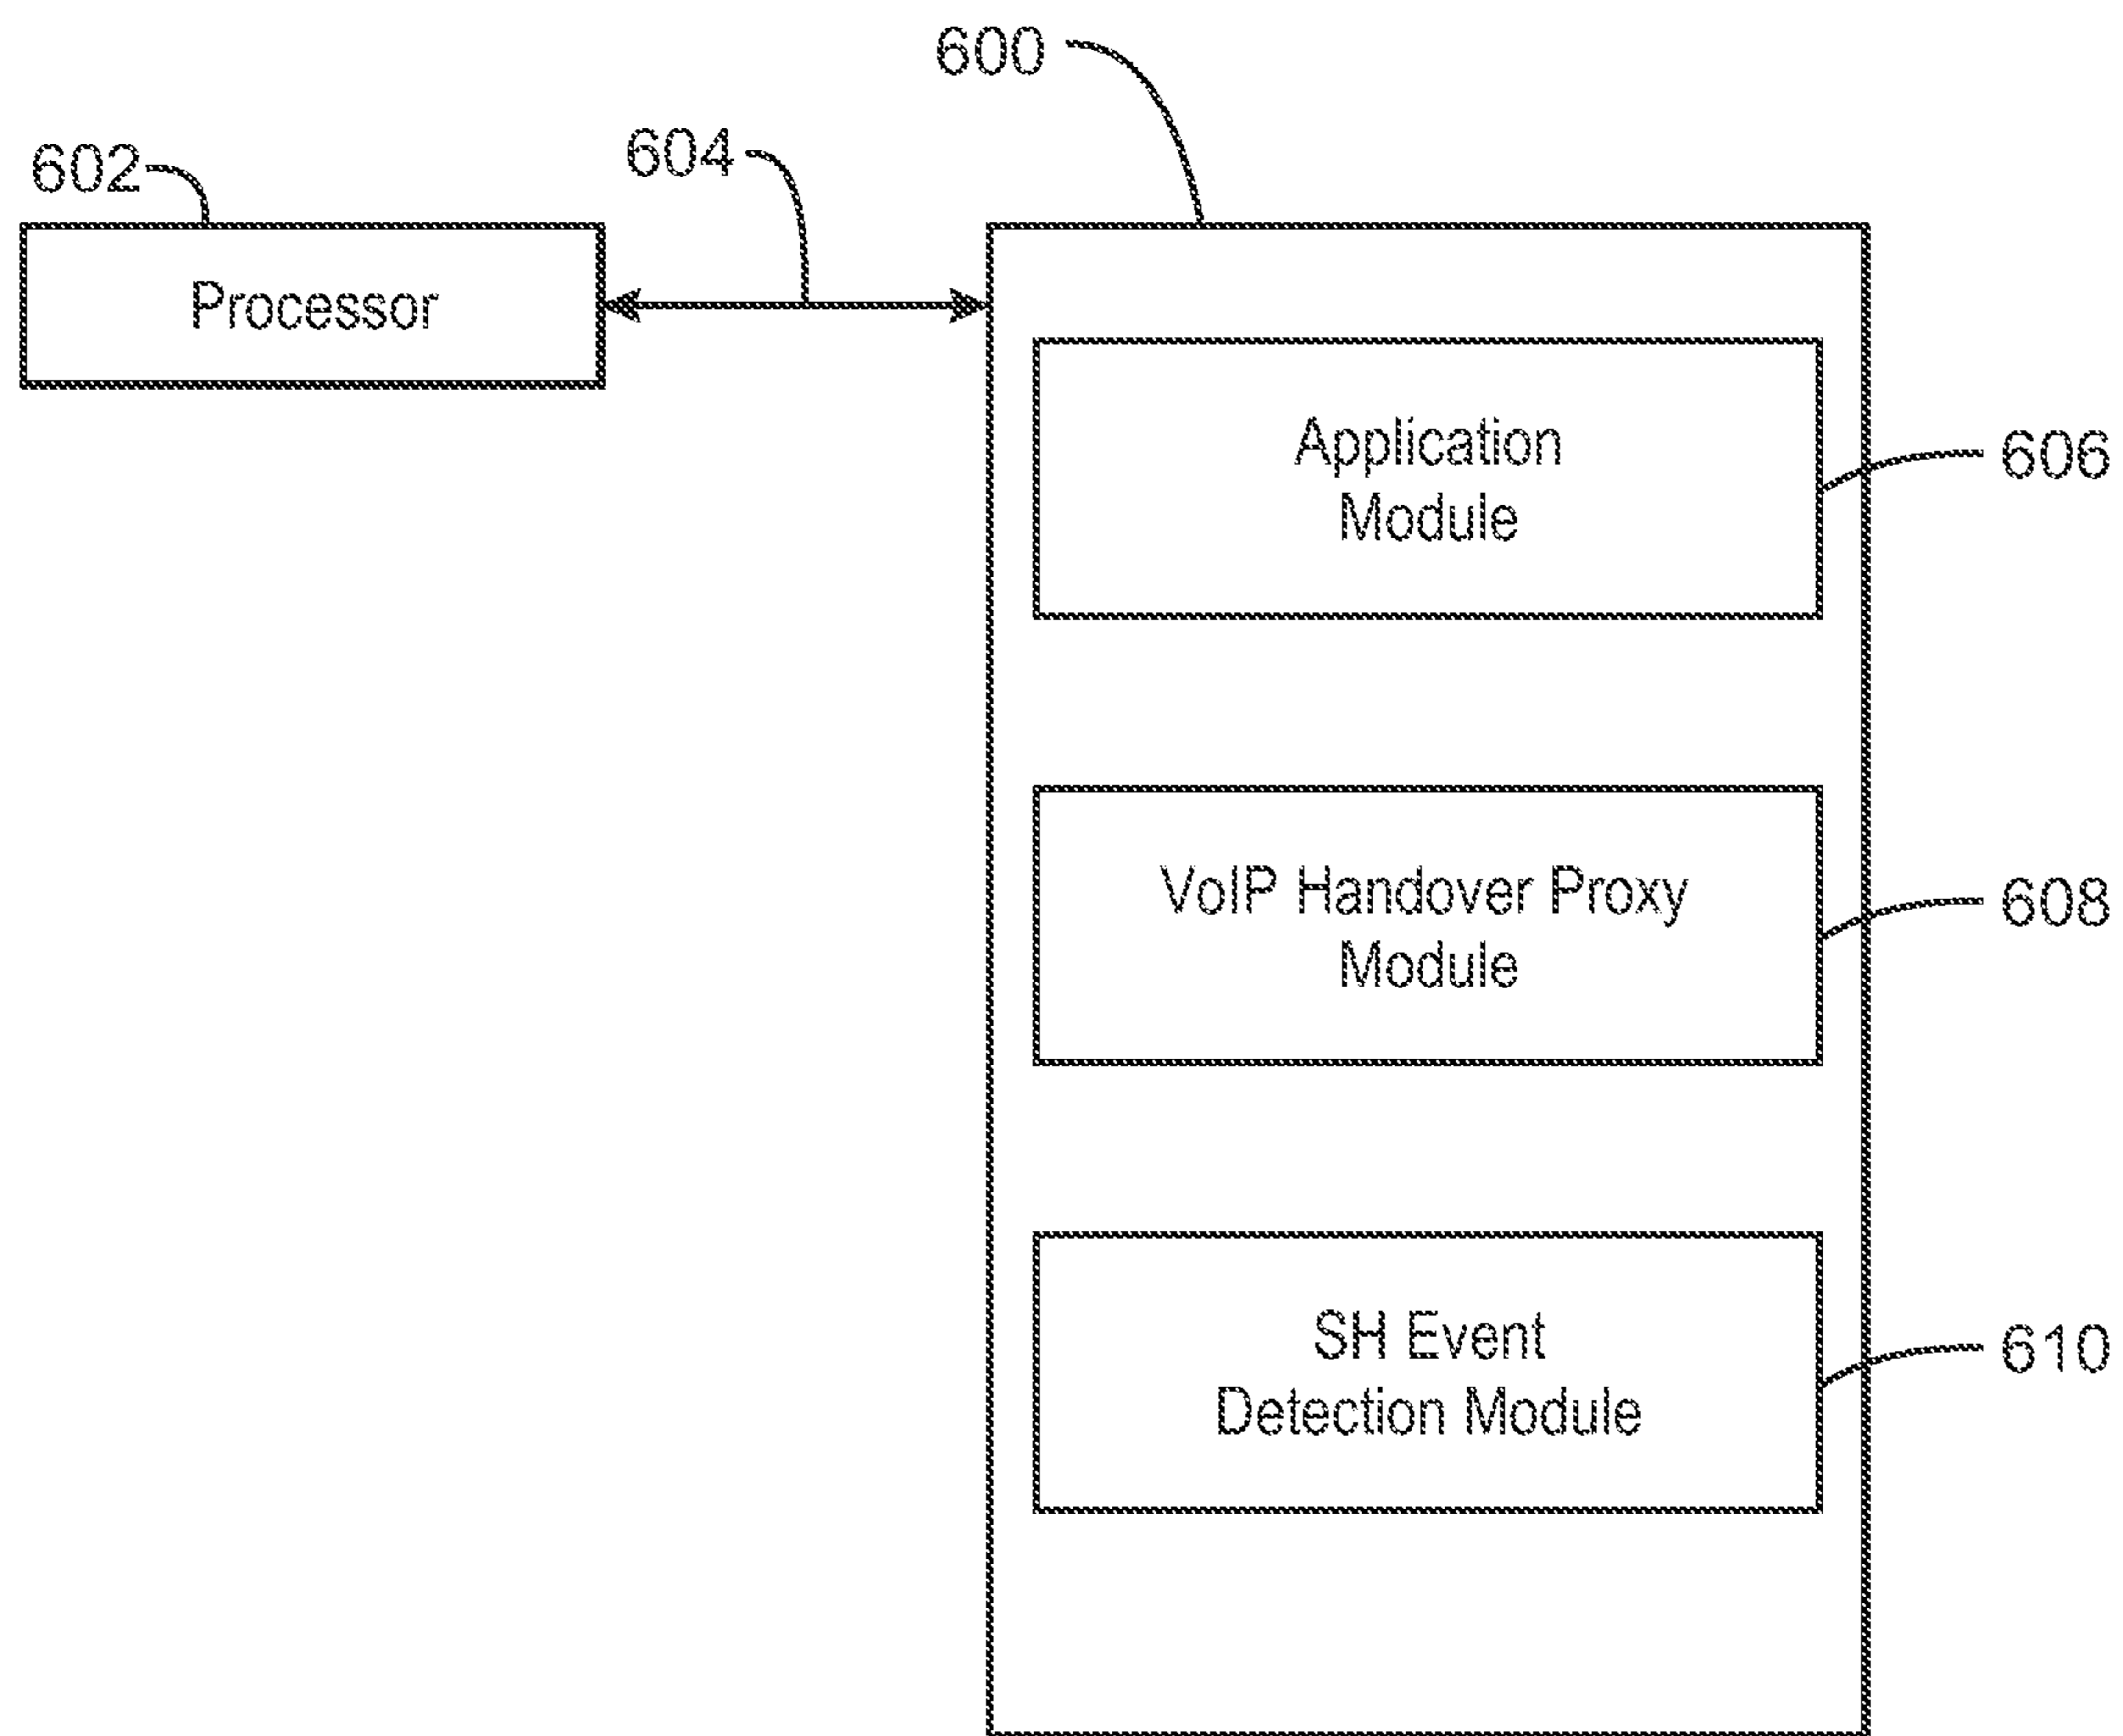 600
602
604
Processor
Application
Module
606
VoIP Handover Proxy
Module
608
SH Event
Detection Module
610